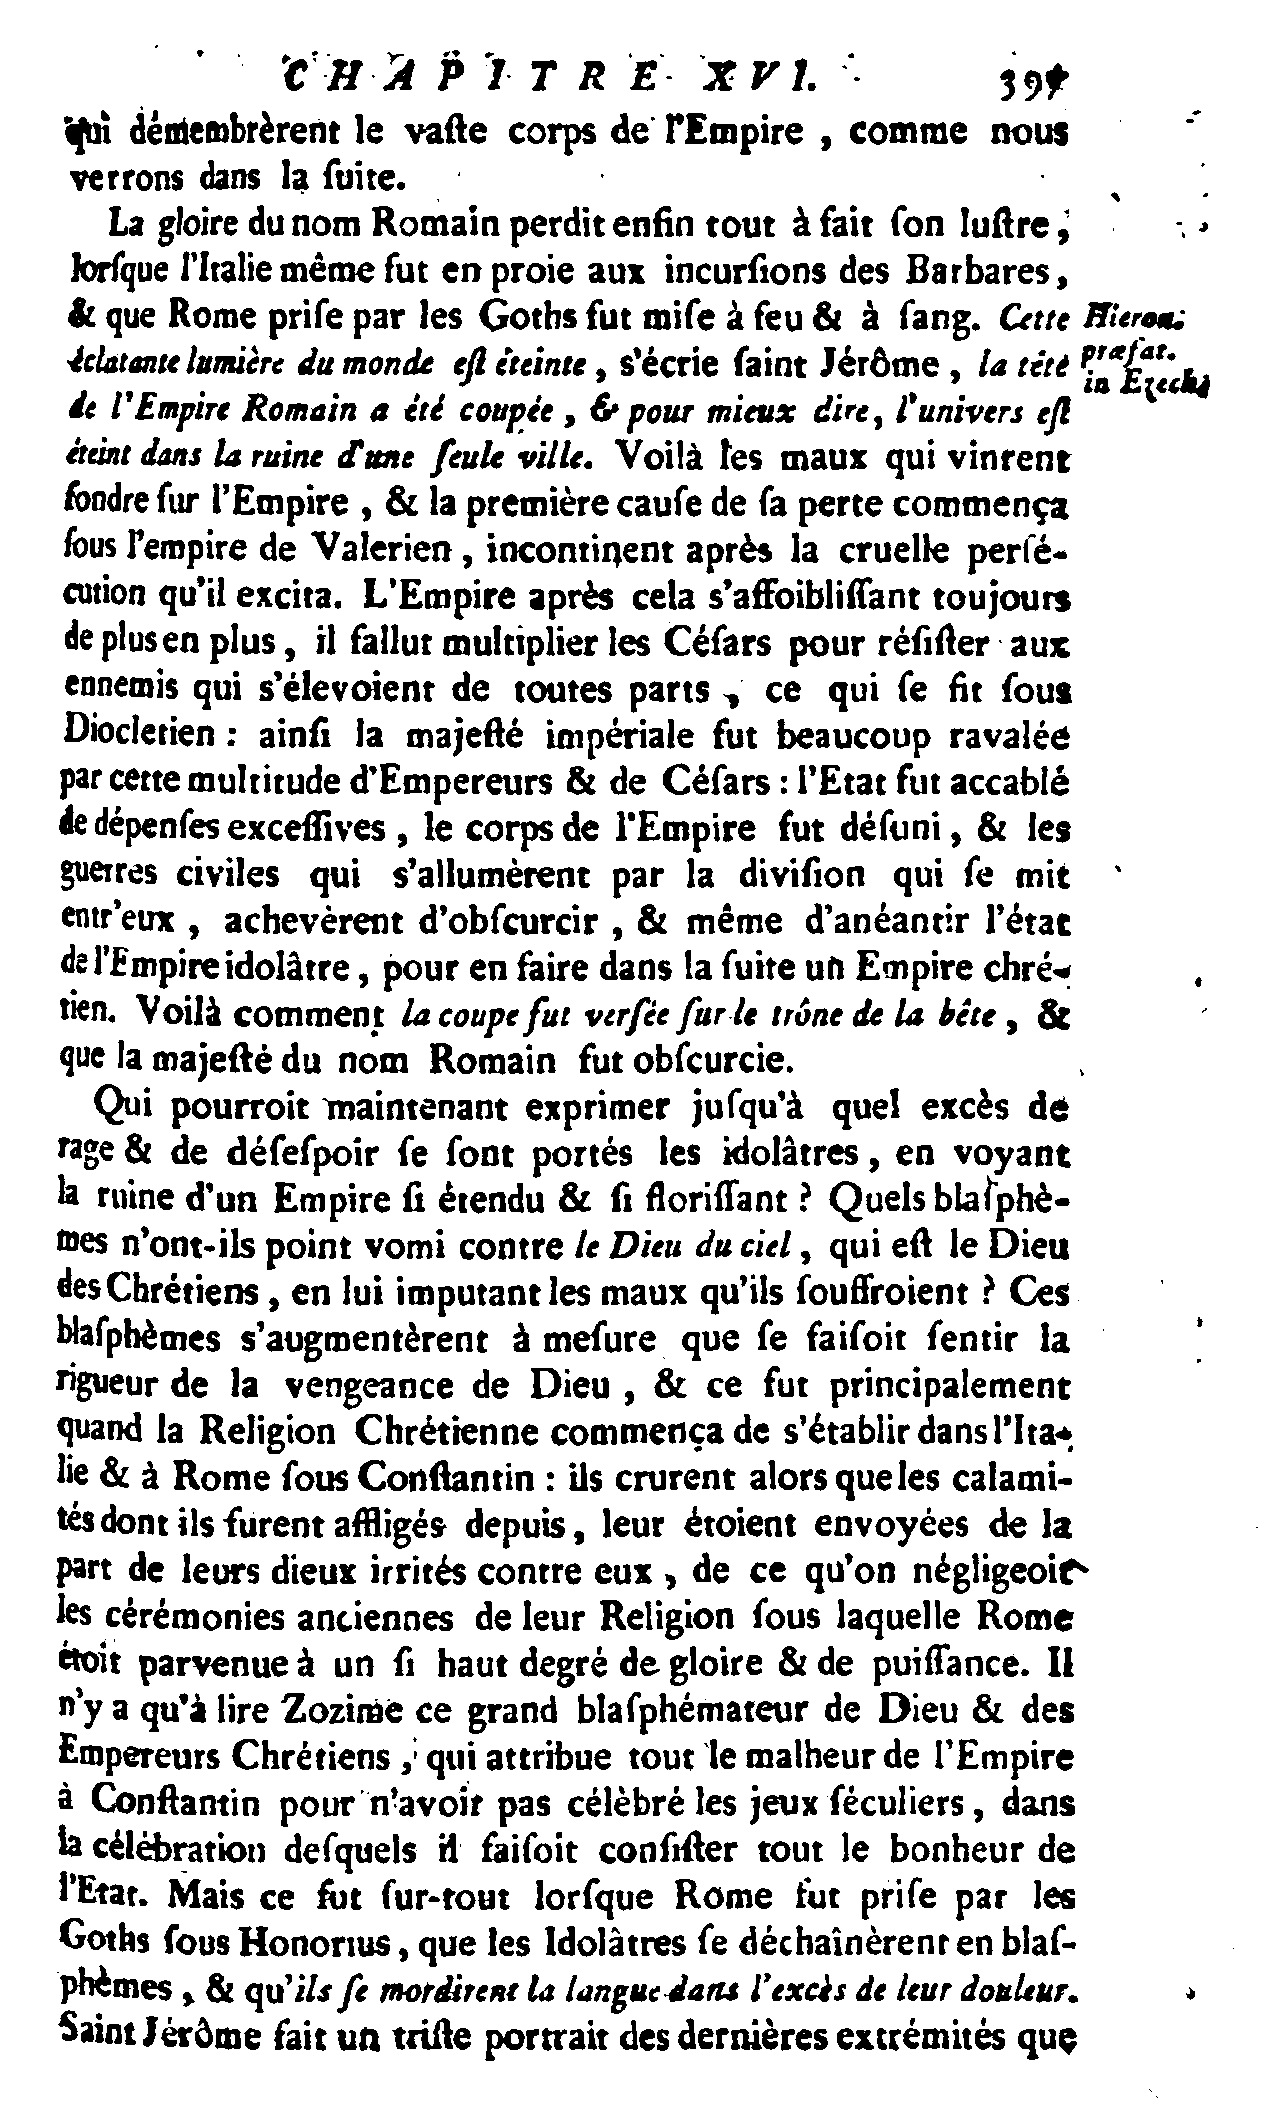 CHAPITRE XVI. 391
qui démembrèrent le vaſte corps de l'Empire, comme nous
verrons dans la ſuite.
La gloire du nom Romain perdit enfin tout à fait ſon luſtre,
lorſque l'Italie même fut en proie aux incurſions des Barbares,
& que Rome priſe par les Goths fut miſe à feu & à ſang. Cette
éclatante lumière du monde eſt éteinte, s'écrie ſaint Jérôme, la tête
de l'Empire Romain a été coupée, & pour mieux dire, l'univers eſt
éteint dans la ruine d'une ſeule ville. Voilà les maux qui vinrent
fondre ſur l'Empire, & la première cauſe de ſa perte commença
ſous l'empire de Valerien, incontinent après la cruelle perſé-
cution qu'il excita. L'Empire après cela s'affoibliſſant toujours
de plus en plus, il fallut multiplier les Céſars pour réſiſter aux
ennemis qui s'élevoient de toutes parts, ce qui ſe fit ſous
Diocletien : ainſi la majeſté impériale fut beaucoup ravalée
par cette multitude d'Empereurs & de Céſars : l'Etat fut accablé
de dépenſes exceſſives, le corps de l'Empire fut déſuni, & les
guerres civiles qui s'allumèrent par la diviſion qui ſe mit
entr'eux, achevèrent d'obſcurcir, & même d'anéantir l'état
de l'Empire idolâtre, pour en faire dans la ſuite un Empire chré-
tien. Voilà comment la coupe fut verſée ſur le trône de la bête, &
que la majeſté du nom Romain fut obſcurcie.
Qui pourroit maintenant exprimer juſqu'à quel excès de
rage & de déſeſpoir ſe ſont portés les idolâtres, en voyant
la ruine d'un Empire ſi étendu & ſi floriſſant ? Quels blaſphè-
mes n'ont-ils point vomi contre le Dieu du ciel, qui eſt le Dieu
des Chrétiens, en lui imputant les maux qu'ils ſouffroient ? Ces
blaſphèmes s'augmentèrent à meſure que ſe faiſoit ſentir la
rigueur de la vengeance de Dieu, & ce fut principalement
quand la Religion Chrétienne commença de s'établir dans l'Ita-
lie & à Rome ſous Conſtantin : ils crurent alors que les calami-
tés dont ils furent affligés depuis, leur étoient envoyées de la
part de leurs dieux irrités contre eux, de ce qu'on négligeoit
les cérémonies anciennes de leur Religion ſous laquelle Rome
étoit parvenue à un ſi haut degré de gloire & de puiſſance. Il
n'y a qu'à lire Zozime ce grand blaſphémateur de Dieu & des
Empereurs Chrétiens, qui attribue tout le malheur de l'Empire
à Conſtantin pour n'avoir pas célèbré les jeux ſéculiers, dans
la célébration deſquels il faiſoit conſiſter tout le bonheur de
l'Etat. Mais ce fut ſur-tout lorſque Rome fut priſe par les
Goths ſous Honorius, que les Idolâtres ſe déchaînèrent en blaſ-
phèmes, & qu'ils ſe mordirent la langue dans l'excès de leur douleur.
Saint Jérôme fait un triſte portrait des dernières extrémités que
Hieron.
præfat.
in Ezech.